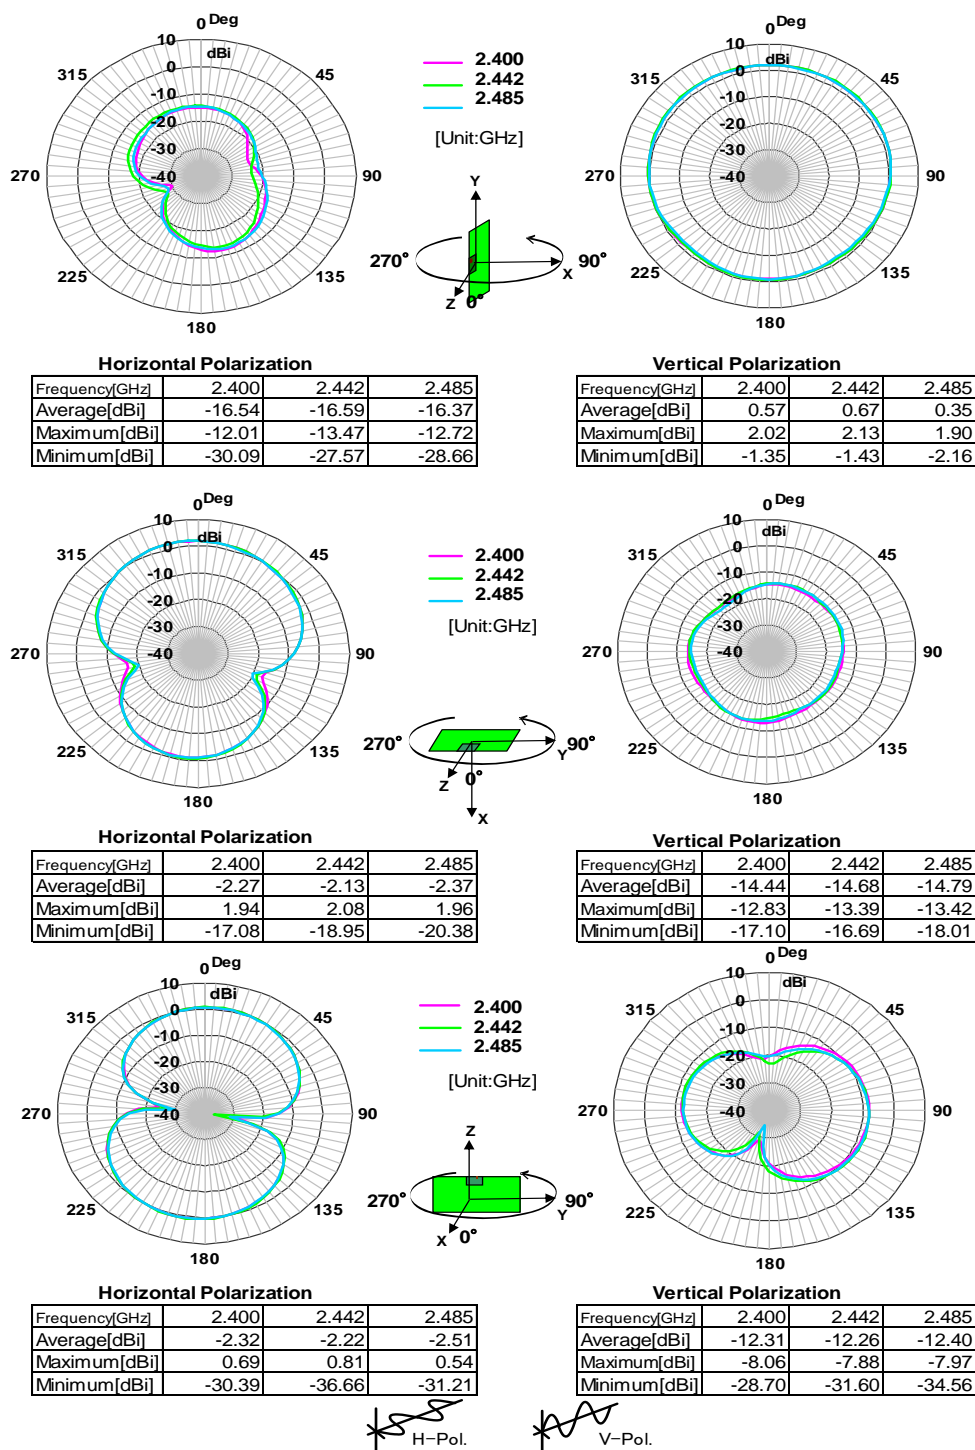 0 Deg
10
dBi
0
-10
-20
-30
-40
315
45
270
90
225
135
180
2.400
2.442
2.485
[Unit:GHz]
Y
270°
90°
X
Z
0°
0 Deg
10
dBi
0
-10
-20
-30
-40
315
45
270
90
225
135
180
Horizontal Polarization
Frequency[GHz] 2.400 2.442 2.485
Average[dBi] -16.54 -16.59 -16.37
Maximum[dBi] -12.01 -13.47 -12.72
Minimum[dBi] -30.09 -27.57 -28.66
Vertical Polarization
Frequency[GHz] 2.400 2.442 2.485
Average[dBi] 0.57 0.67 0.35
Maximum[dBi] 2.02 2.13 1.90
Minimum[dBi] -1.35 -1.43 -2.16
0 Deg
10
dBi
0
-10
-20
-30
-40
315
45
270
90
225
135
180
2.400
2.442
2.485
[Unit:GHz]
270°
90°
Y
Z
0°
X
0 Deg
10
dBi
0
-10
-20
-30
-40
315
45
270
90
225
135
180
Horizontal Polarization
Frequency[GHz] 2.400 2.442 2.485
Average[dBi] -2.27 -2.13 -2.37
Maximum[dBi] 1.94 2.08 1.96
Minimum[dBi] -17.08 -18.95 -20.38
Vertical Polarization
Frequency[GHz] 2.400 2.442 2.485
Average[dBi] -14.44 -14.68 -14.79
Maximum[dBi] -12.83 -13.39 -13.42
Minimum[dBi] -17.10 -16.69 -18.01
0 Deg
10
dBi
0
-10
-20
-30
-40
315
45
270
90
225
135
180
2.400
2.442
2.485
[Unit:GHz]
Z
270°
90°
Y
X
0°
0 Deg
10
dBi
0
-10
-20
-30
-40
315
45
270
90
225
135
180
Horizontal Polarization
Frequency[GHz] 2.400 2.442 2.485
Average[dBi] -2.32 -2.22 -2.51
Maximum[dBi] 0.69 0.81 0.54
Minimum[dBi] -30.39 -36.66 -31.21
Vertical Polarization
Frequency[GHz] 2.400 2.442 2.485
Average[dBi] -12.31 -12.26 -12.40
Maximum[dBi] -8.06 -7.88 -7.97
Minimum[dBi] -28.70 -31.60 -34.56
H-Pol.
V-Pol.